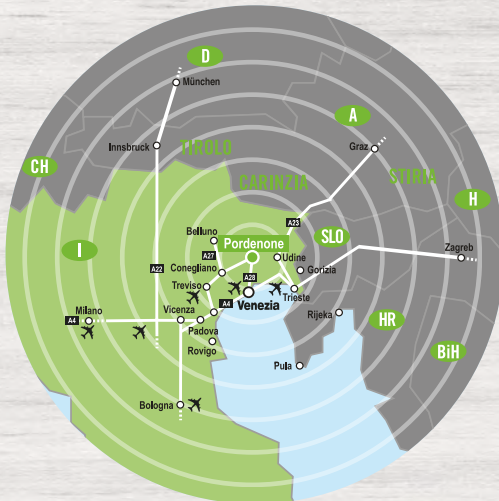 D
München
A
Innsbruck
TIROLO
Graz
CH
CARINZIA
STIRIA
H
A23
Belluno
SLO
I
Pordenone
Zagreb
A27
Udine
A22
Conegliano
Gorizia
A28
Treviso
Trieste
Venezia
Milano
Vicenza
A4
Rijeka
A4
Padova
HR
Rovigo
BiH
Pula
Bologna